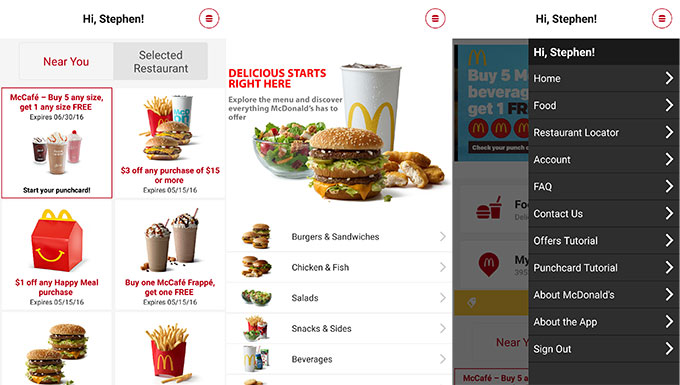 Hi, Stephen!
Near You
Selected
Restaurant
McCafé – Buy 5 any size,
get 1 any size FREE
Expires 06/30/16
Start your punchcard!
$3 off any purchase of $15
or more
Expires 05/15/16
$1 off any Happy Meal
purchase
Expires 05/15/16
Buy one McCafé Frappé,
get one FREE
Expires 05/15/16
DELICIOUS STARTS
RIGHT HERE
Explore the menu and discover
everything McDonald's has to
offer
Burgers & Sandwiches
Chicken & Fish
Salads
Snacks & Sides
Beverages
Hi, Stephen!
Hi, Stephen!
Home
Food
Restaurant Locator
Account
FAQ
Contact Us
Offers Tutorial
Punchcard Tutorial
About McDonald's
About the App
Sign Out
Buy 5 M
bever
get 1 FR
Check your punch c
Fo
Deli
My
395
Near You
McCafé – Buy 5 an